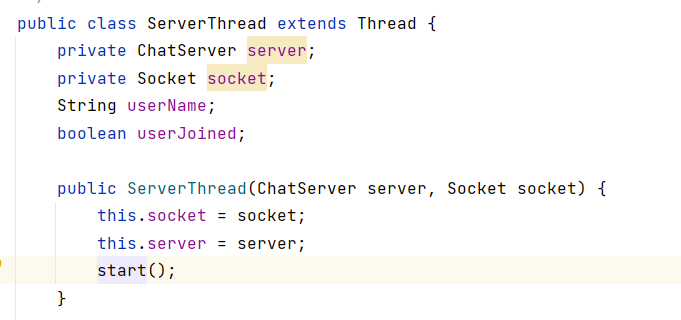 public class ServerThread extends Thread {
    private ChatServer server;
    private Socket socket;
    String userName;
    boolean userJoined;
    public ServerThread(ChatServer server, Socket socket) {
        this.socket = socket;
        this.server = server;
        start();
    }